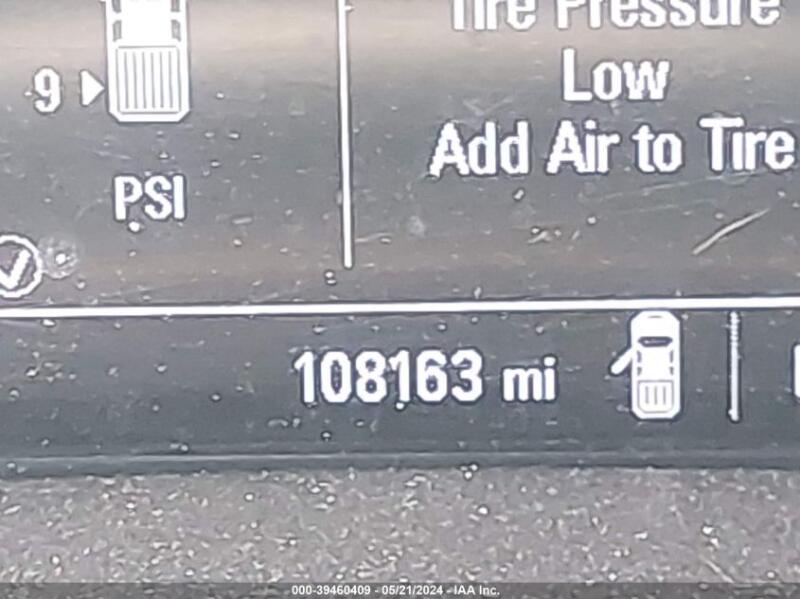 Tire Pressure
Low
9
Add Air to Tire
PSI
108163 mi
000-39460409 - 05/21/2024 - IAA Inc.